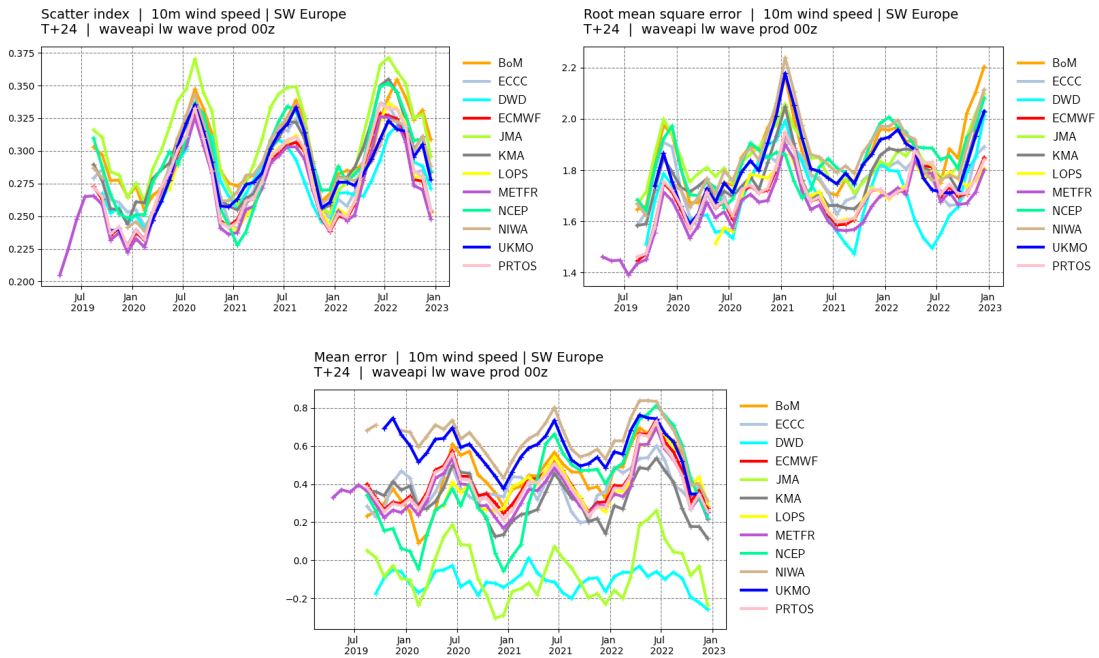 Scatter index | 10m wind speed | SW Europe
T+24 | waveapi lw wave prod 00z
0.375
0.350
0.325
0.300
0.275
0.250
0.225
0.200
Jul
2019
Jan
2020
Jul
2020
Jan
2021
Jul
2021
Jan
2022
Jul
2022
Jan
2023
BoM
ECCC
DWD
ECMWF
JMA
KMA
LOPS
METFR
NCEP
NIWA
UKMO
PRTOS
Root mean square error | 10m wind speed | SW Europe
T+24 | waveapi lw wave prod 00z
2.2
2.0
1.8
1.6
1.4
Jul
2019
Jan
2020
Jul
2020
Jan
2021
Jul
2021
Jan
2022
Jul
2022
Jan
2023
BoM
ECCC
DWD
ECMWF
JMA
KMA
LOPS
METFR
NCEP
NIWA
UKMO
PRTOS
Mean error | 10m wind speed | SW Europe
T+24 | waveapi lw wave prod 00z
0.8
0.6
0.4
0.2
0.0
−0.2
Jul
2019
Jan
2020
Jul
2020
Jan
2021
Jul
2021
Jan
2022
Jul
2022
Jan
2023
BoM
ECCC
DWD
ECMWF
JMA
KMA
LOPS
METFR
NCEP
NIWA
UKMO
PRTOS